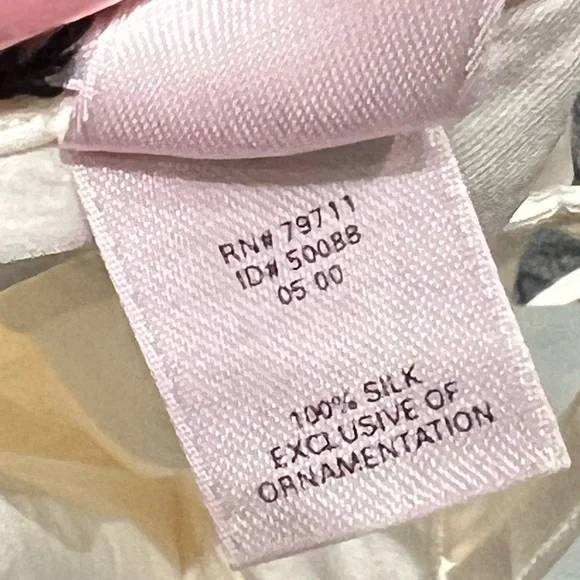 RN# 79711
ID# 50088
05 00
100% SILK
EXCLUSIVE OF
ORNAMENTATION